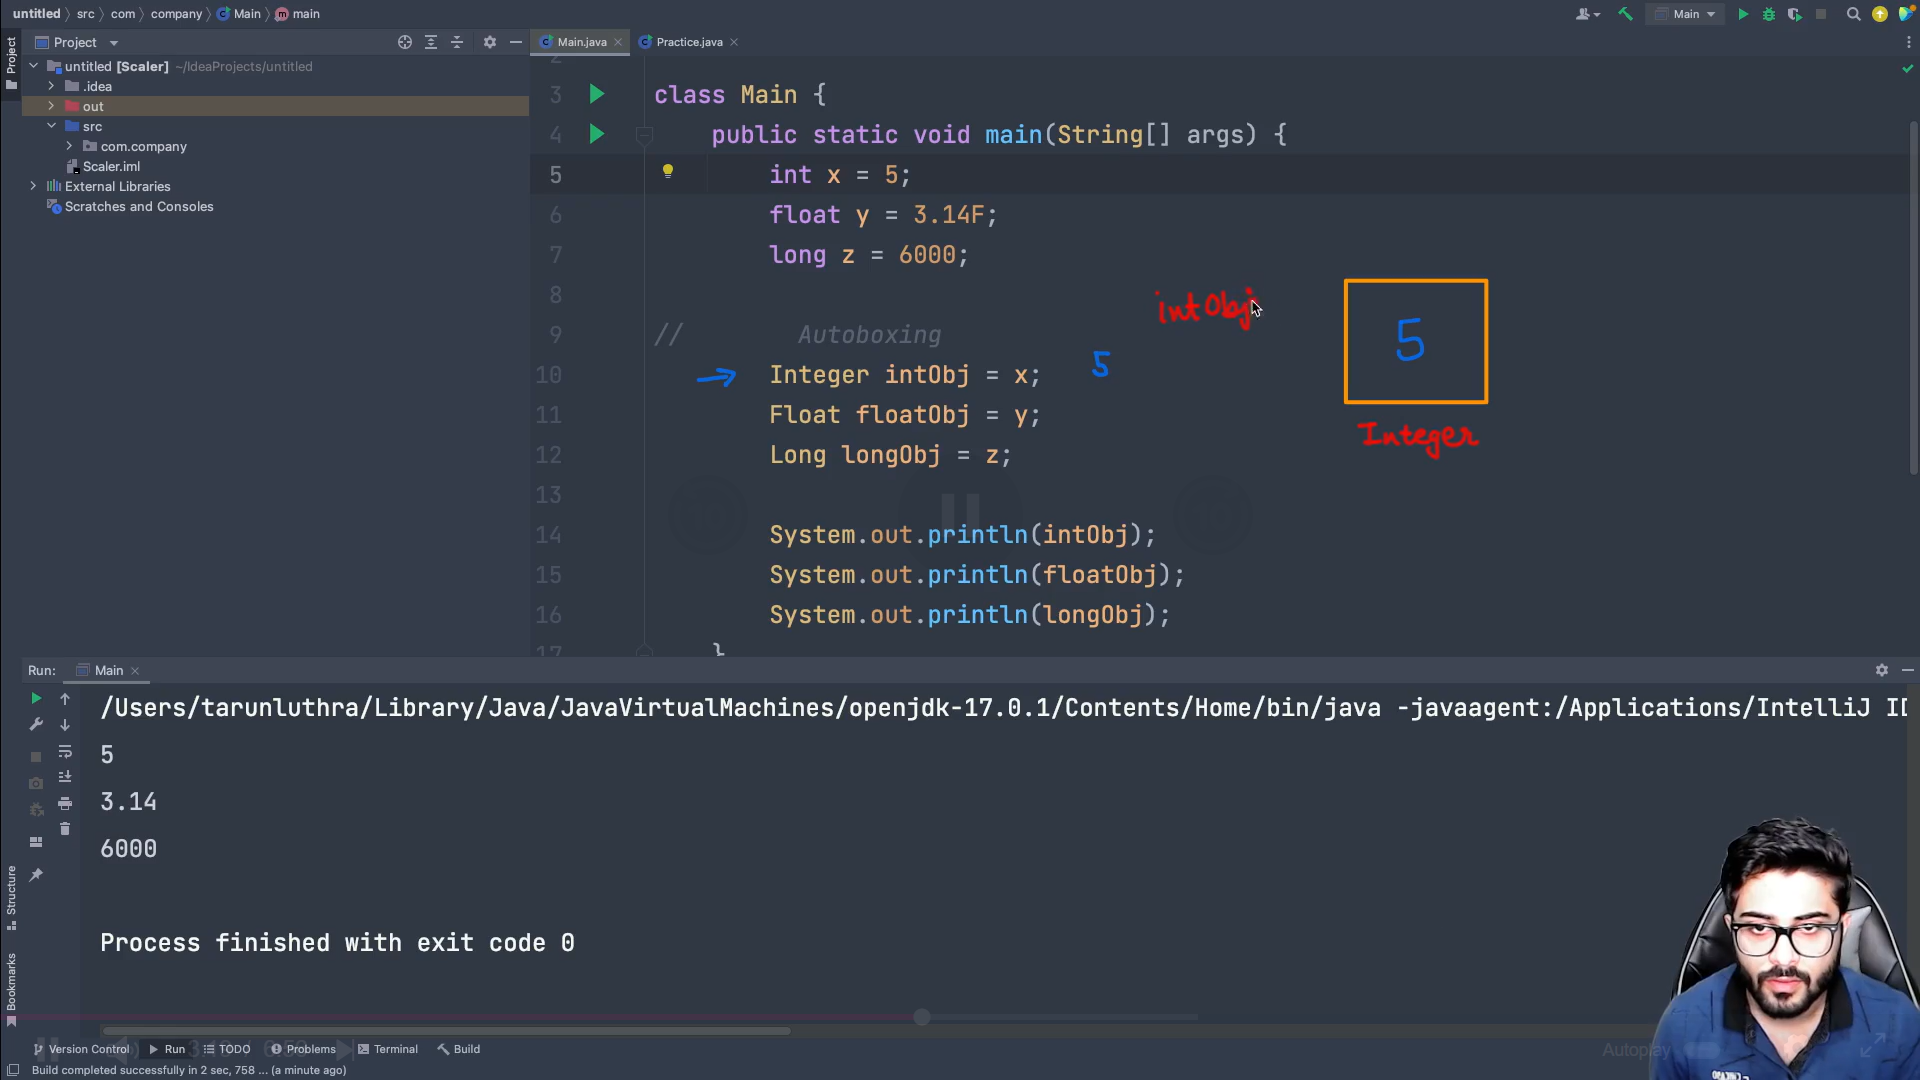 untitled src com company Main main
Main
Project
Project
Main.java
Practice.java
untitled [Scaler] ~/IdeaProjects/untitled
.idea
out
src
com.company
Scaler.iml
External Libraries
Scratches and Consoles
2
3 class Main {
4 public static void main(String[] args) {
5 int x = 5;
6 float y = 3.14F;
7 long z = 6000;
8
intObj
9 // Autoboxing
10 Integer intObj = x;
5
5
11 Float floatObj = y;
Integer
12 Long longObj = z;
13
14 System.out.println(intObj);
15 System.out.println(floatObj);
16 System.out.println(longObj);
17 }
Run: Main
/Users/tarunluthra/Library/Java/JavaVirtualMachines/openjdk-17.0.1/Contents/Home/bin/java -javaagent:/Applications/IntelliJ ID
5
3.14
6000
Process finished with exit code 0
Structure
Bookmarks
Version Control Run TODO Problems Terminal Build
Autoplay
Build completed successfully in 2 sec, 758 ... (a minute ago)